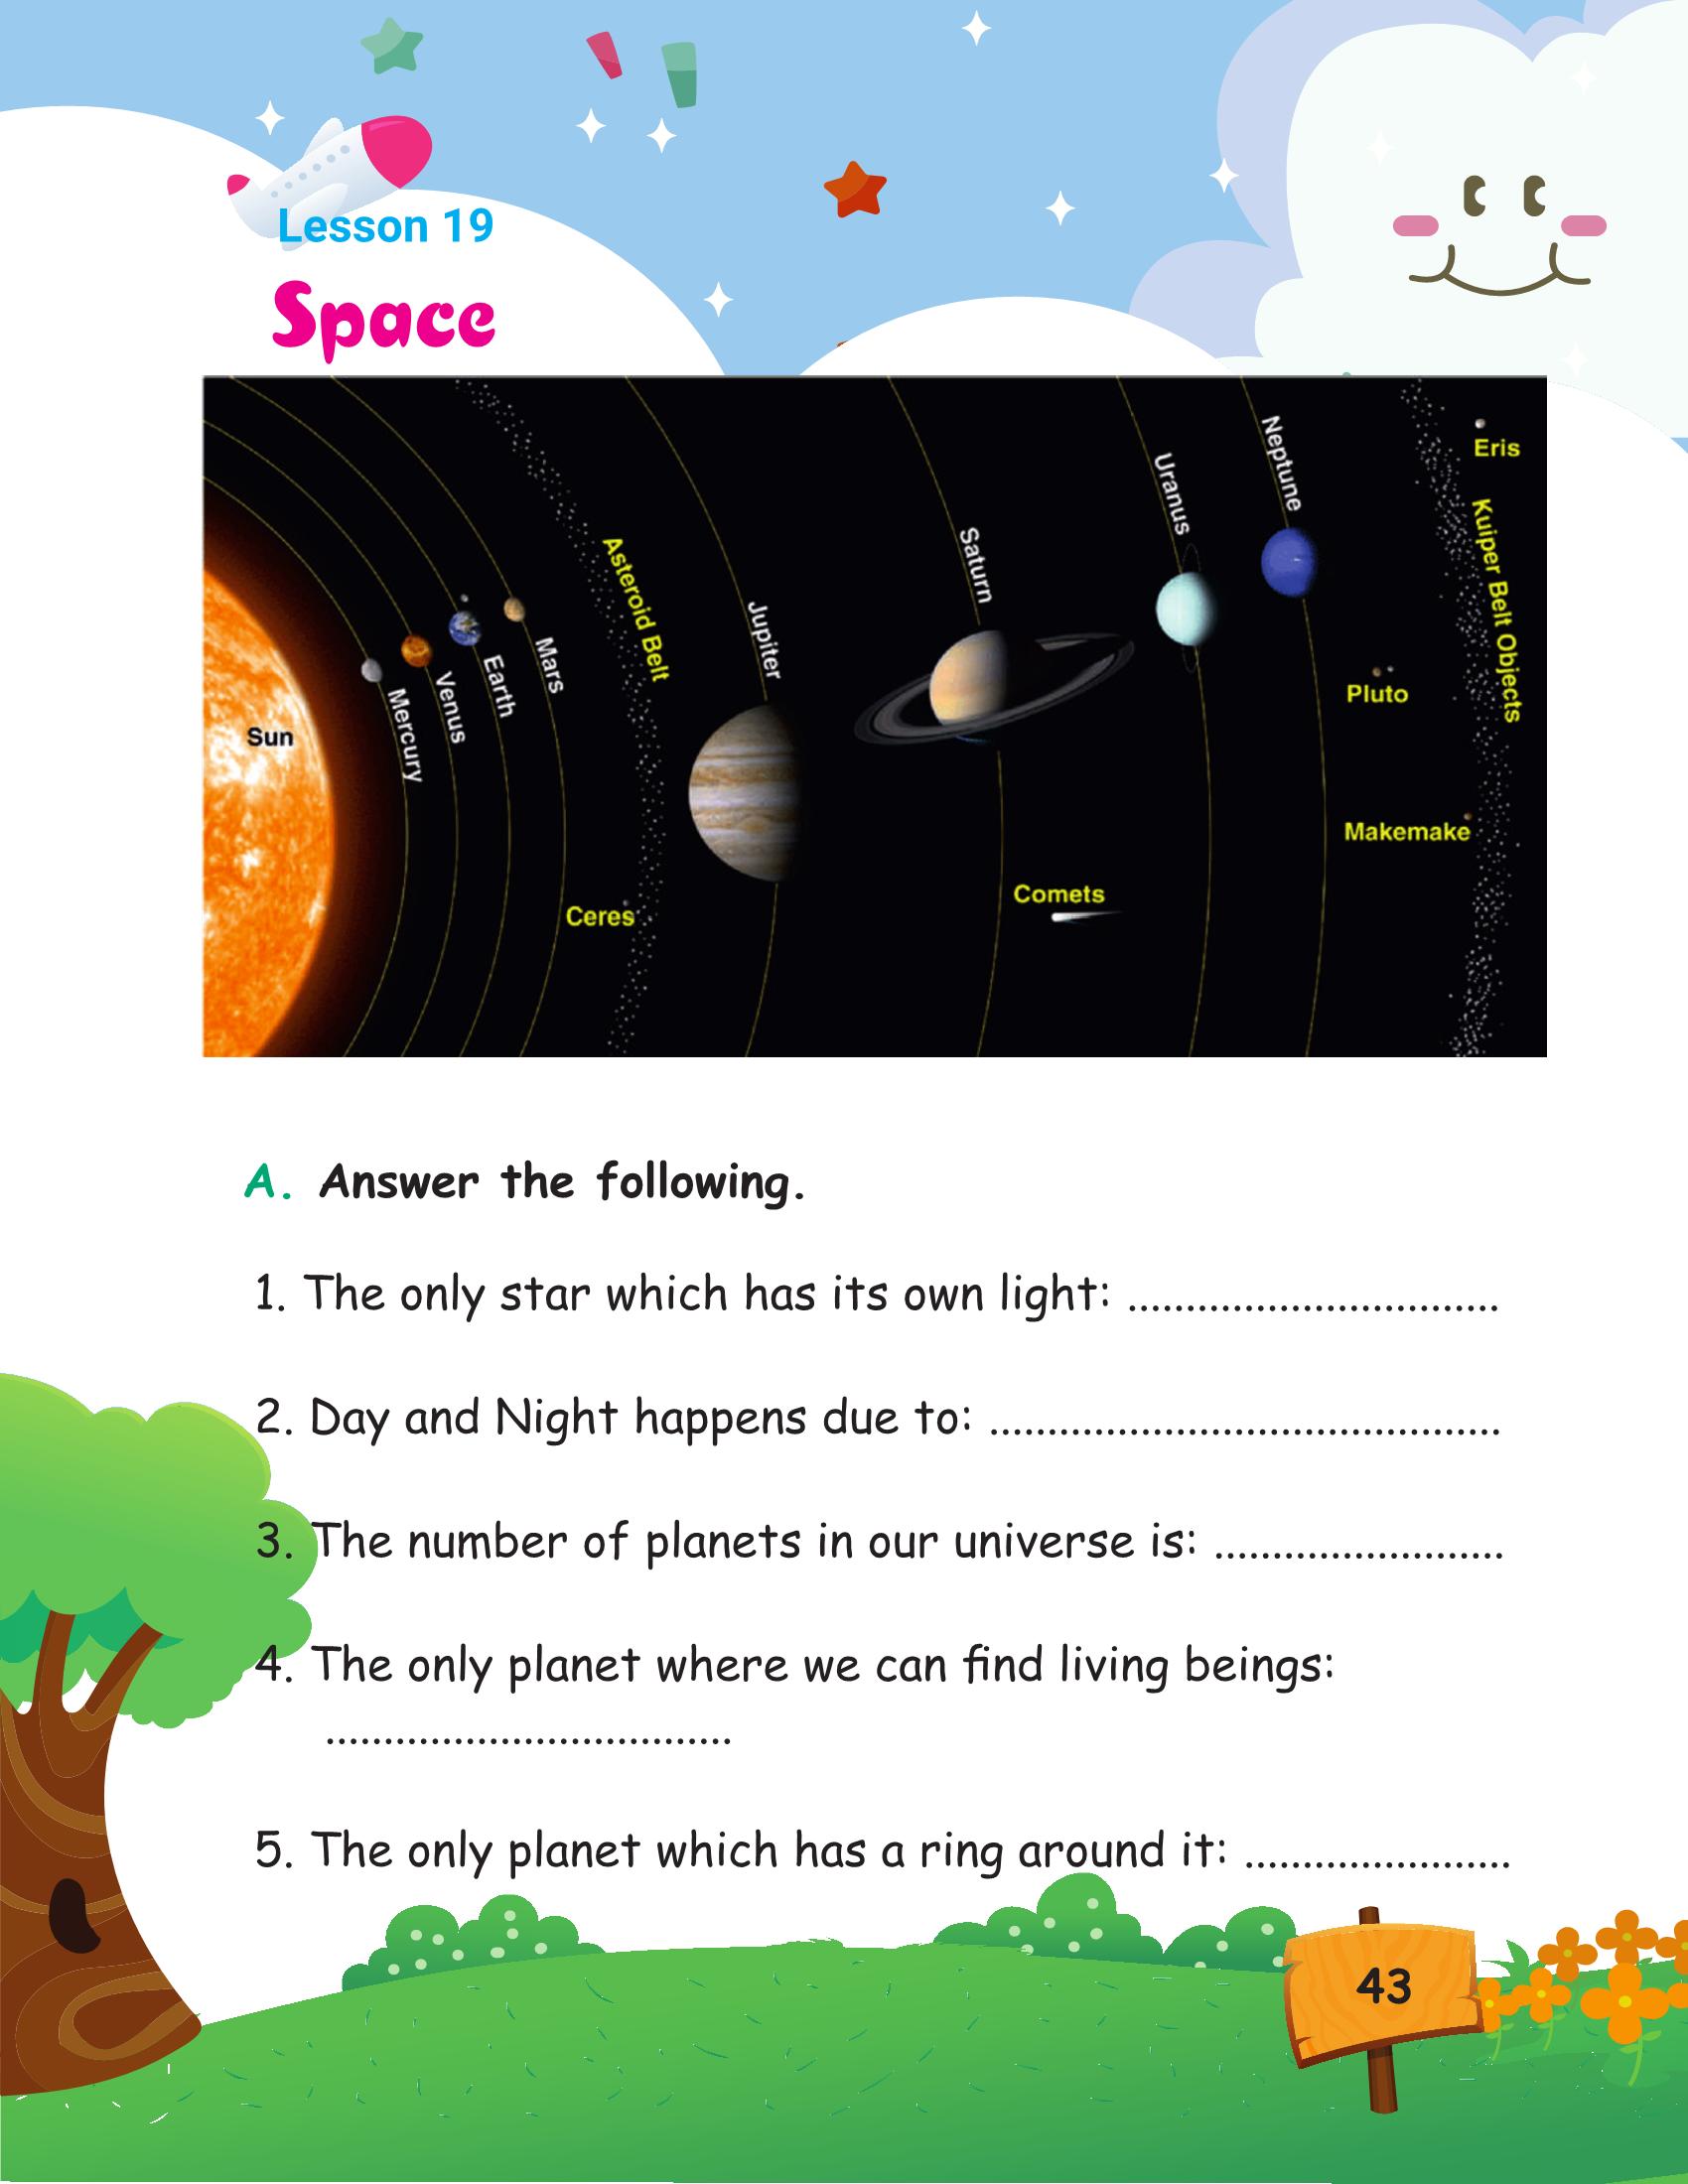 Lesson 19
Space
Sun
Mercury
Venus
Earth
Mars
Asteroid Belt
Ceres
Jupiter
Saturn
Comets
Uranus
Neptune
Pluto
Makemake
Eris
Kuiper Belt Objects
A. Answer the following.
1. The only star which has its own light: ................................
2. Day and Night happens due to: ............................................
3. The number of planets in our universe is: .........................
4. The only planet where we can find living beings:
...................................
5. The only planet which has a ring around it: .......................
43